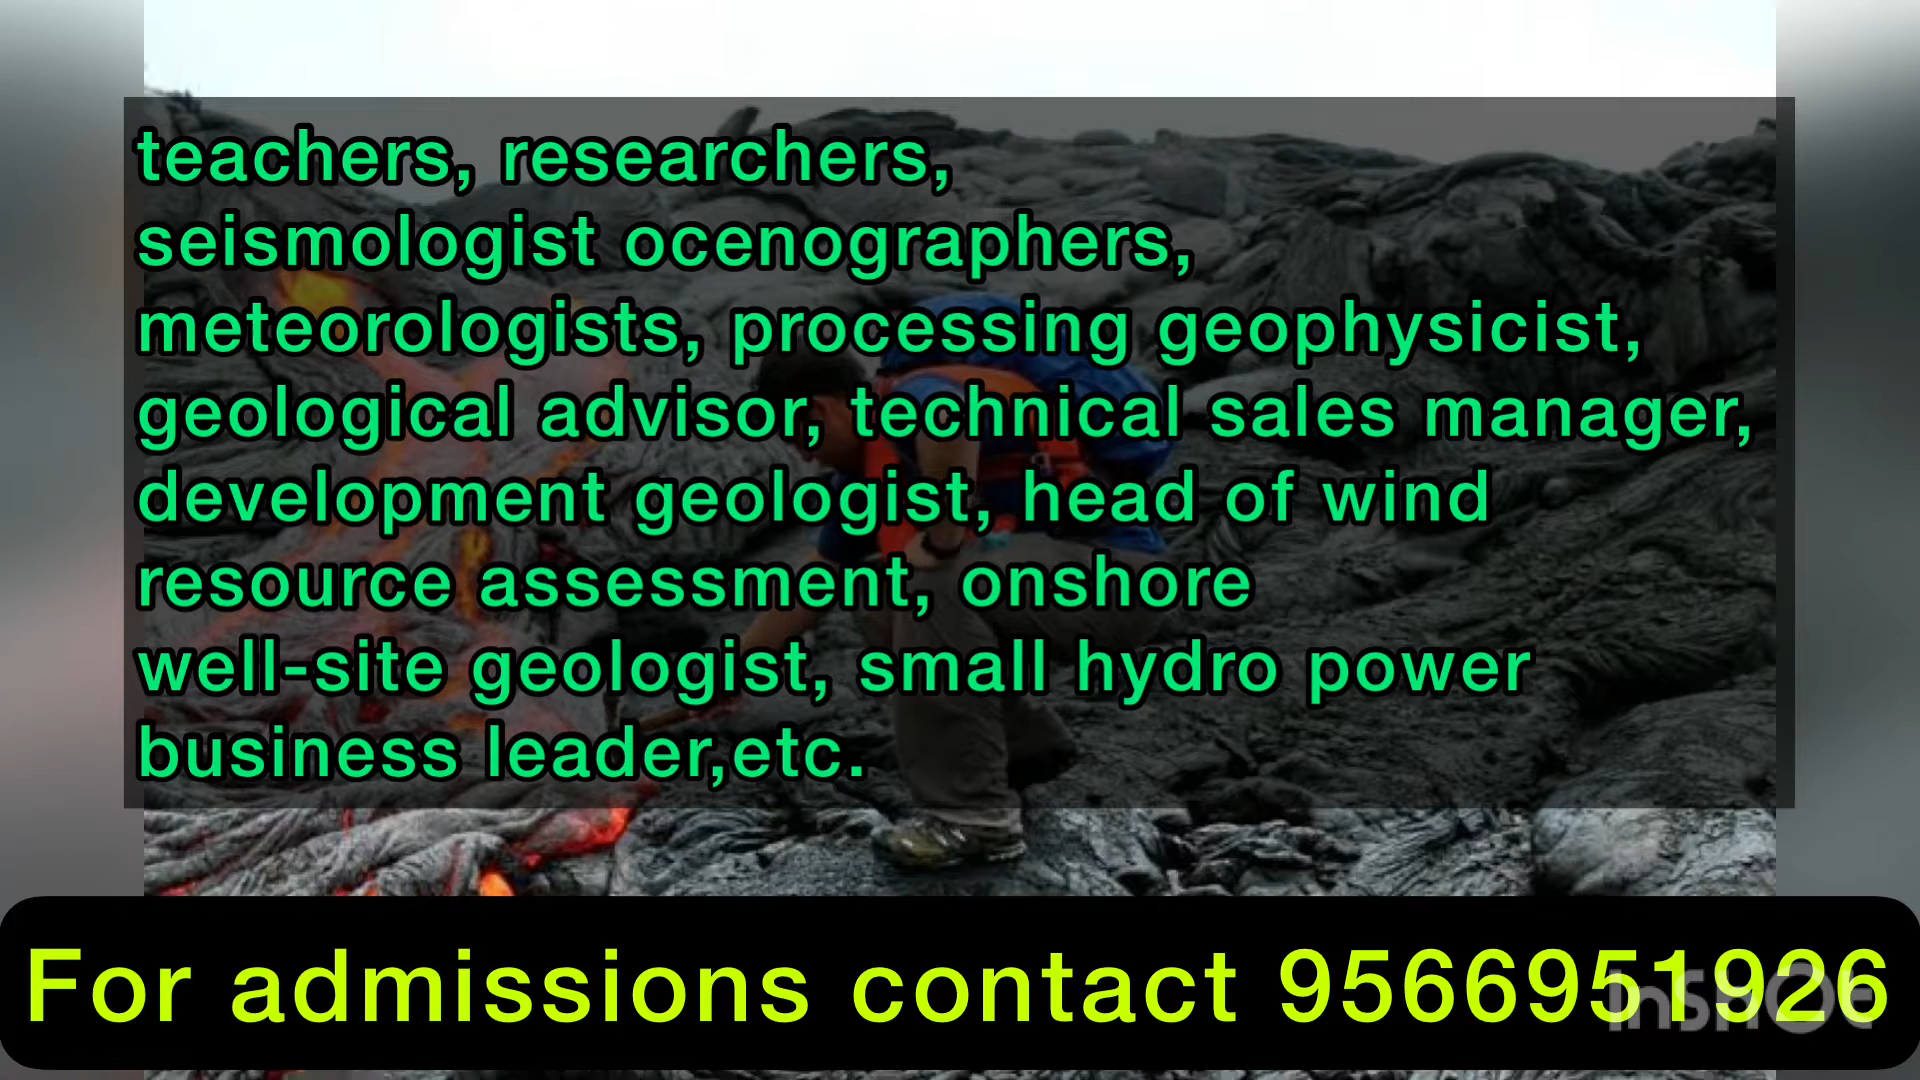 teachers, researchers,
seismologist ocenographers,
meteorologists, processing geophysicist,
geological advisor, technical sales manager,
development geologist, head of wind
resource assessment, onshore
well-site geologist, small hydro power
business leader,etc.
For admissions contact 9566951926
InShOt